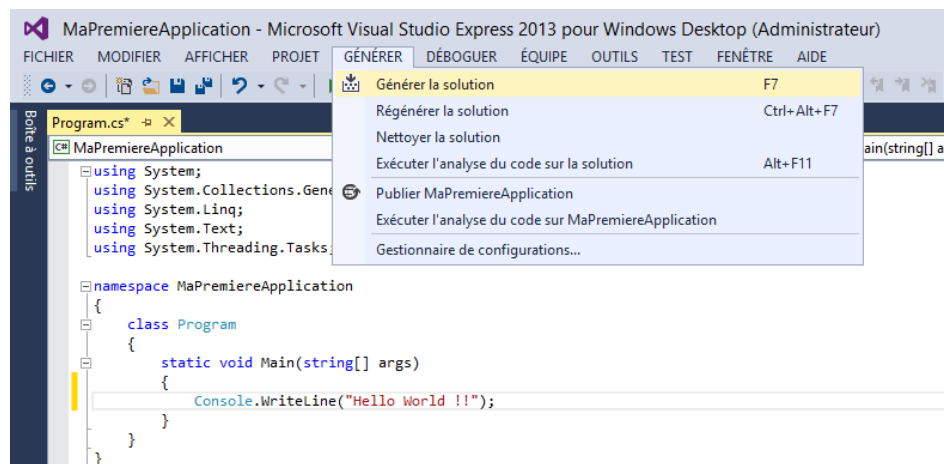 MaPremiereApplication - Microsoft Visual Studio Express 2013 pour Windows Desktop (Administrateur)
FICHIER MODIFIER AFFICHER PROJET GÉNÉRER DÉBOGUER ÉQUIPE OUTILS TEST FENÊTRE AIDE
Générer la solution F7
Régénérer la solution Ctrl+Alt+F7
Nettoyer la solution
Exécuter l'analyse du code sur la solution Alt+F11
Publier MaPremiereApplication
Exécuter l'analyse du code sur MaPremiereApplication
Gestionnaire de configurations...
Boîte à outils
Program.cs*
C# MaPremiereApplication ain(string[] a
using System;
using System.Collections.Gene
using System.Linq;
using System.Text;
using System.Threading.Tasks;
namespace MaPremiereApplication
{
class Program
{
static void Main(string[] args)
{
Console.WriteLine("Hello World !!");
}
}
}